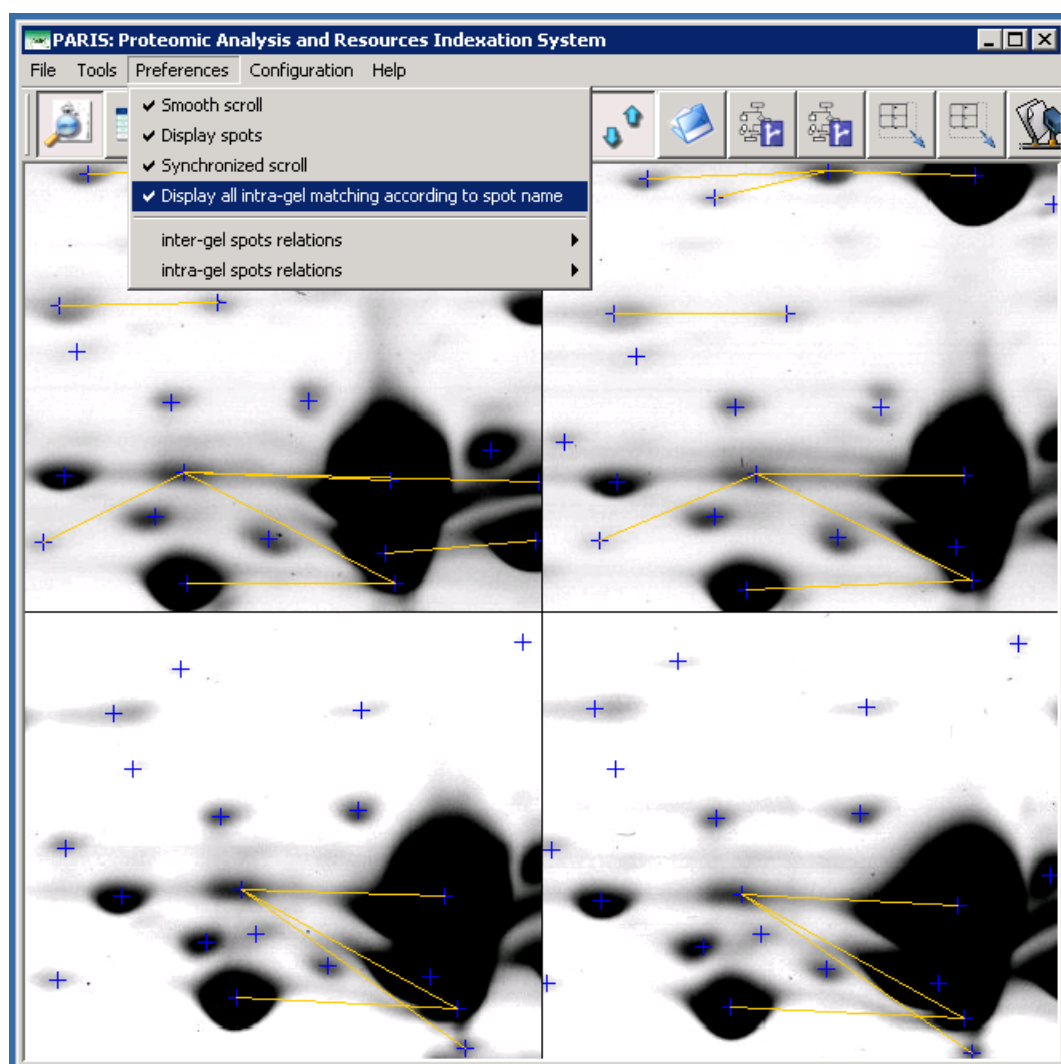 PARIS: Proteomic Analysis and Resources Indexation System
File Tools Preferences Configuration Help
Smooth scroll
Display spots
Synchronized scroll
Display all intra-gel matching according to spot name
inter-gel spots relations
intra-gel spots relations